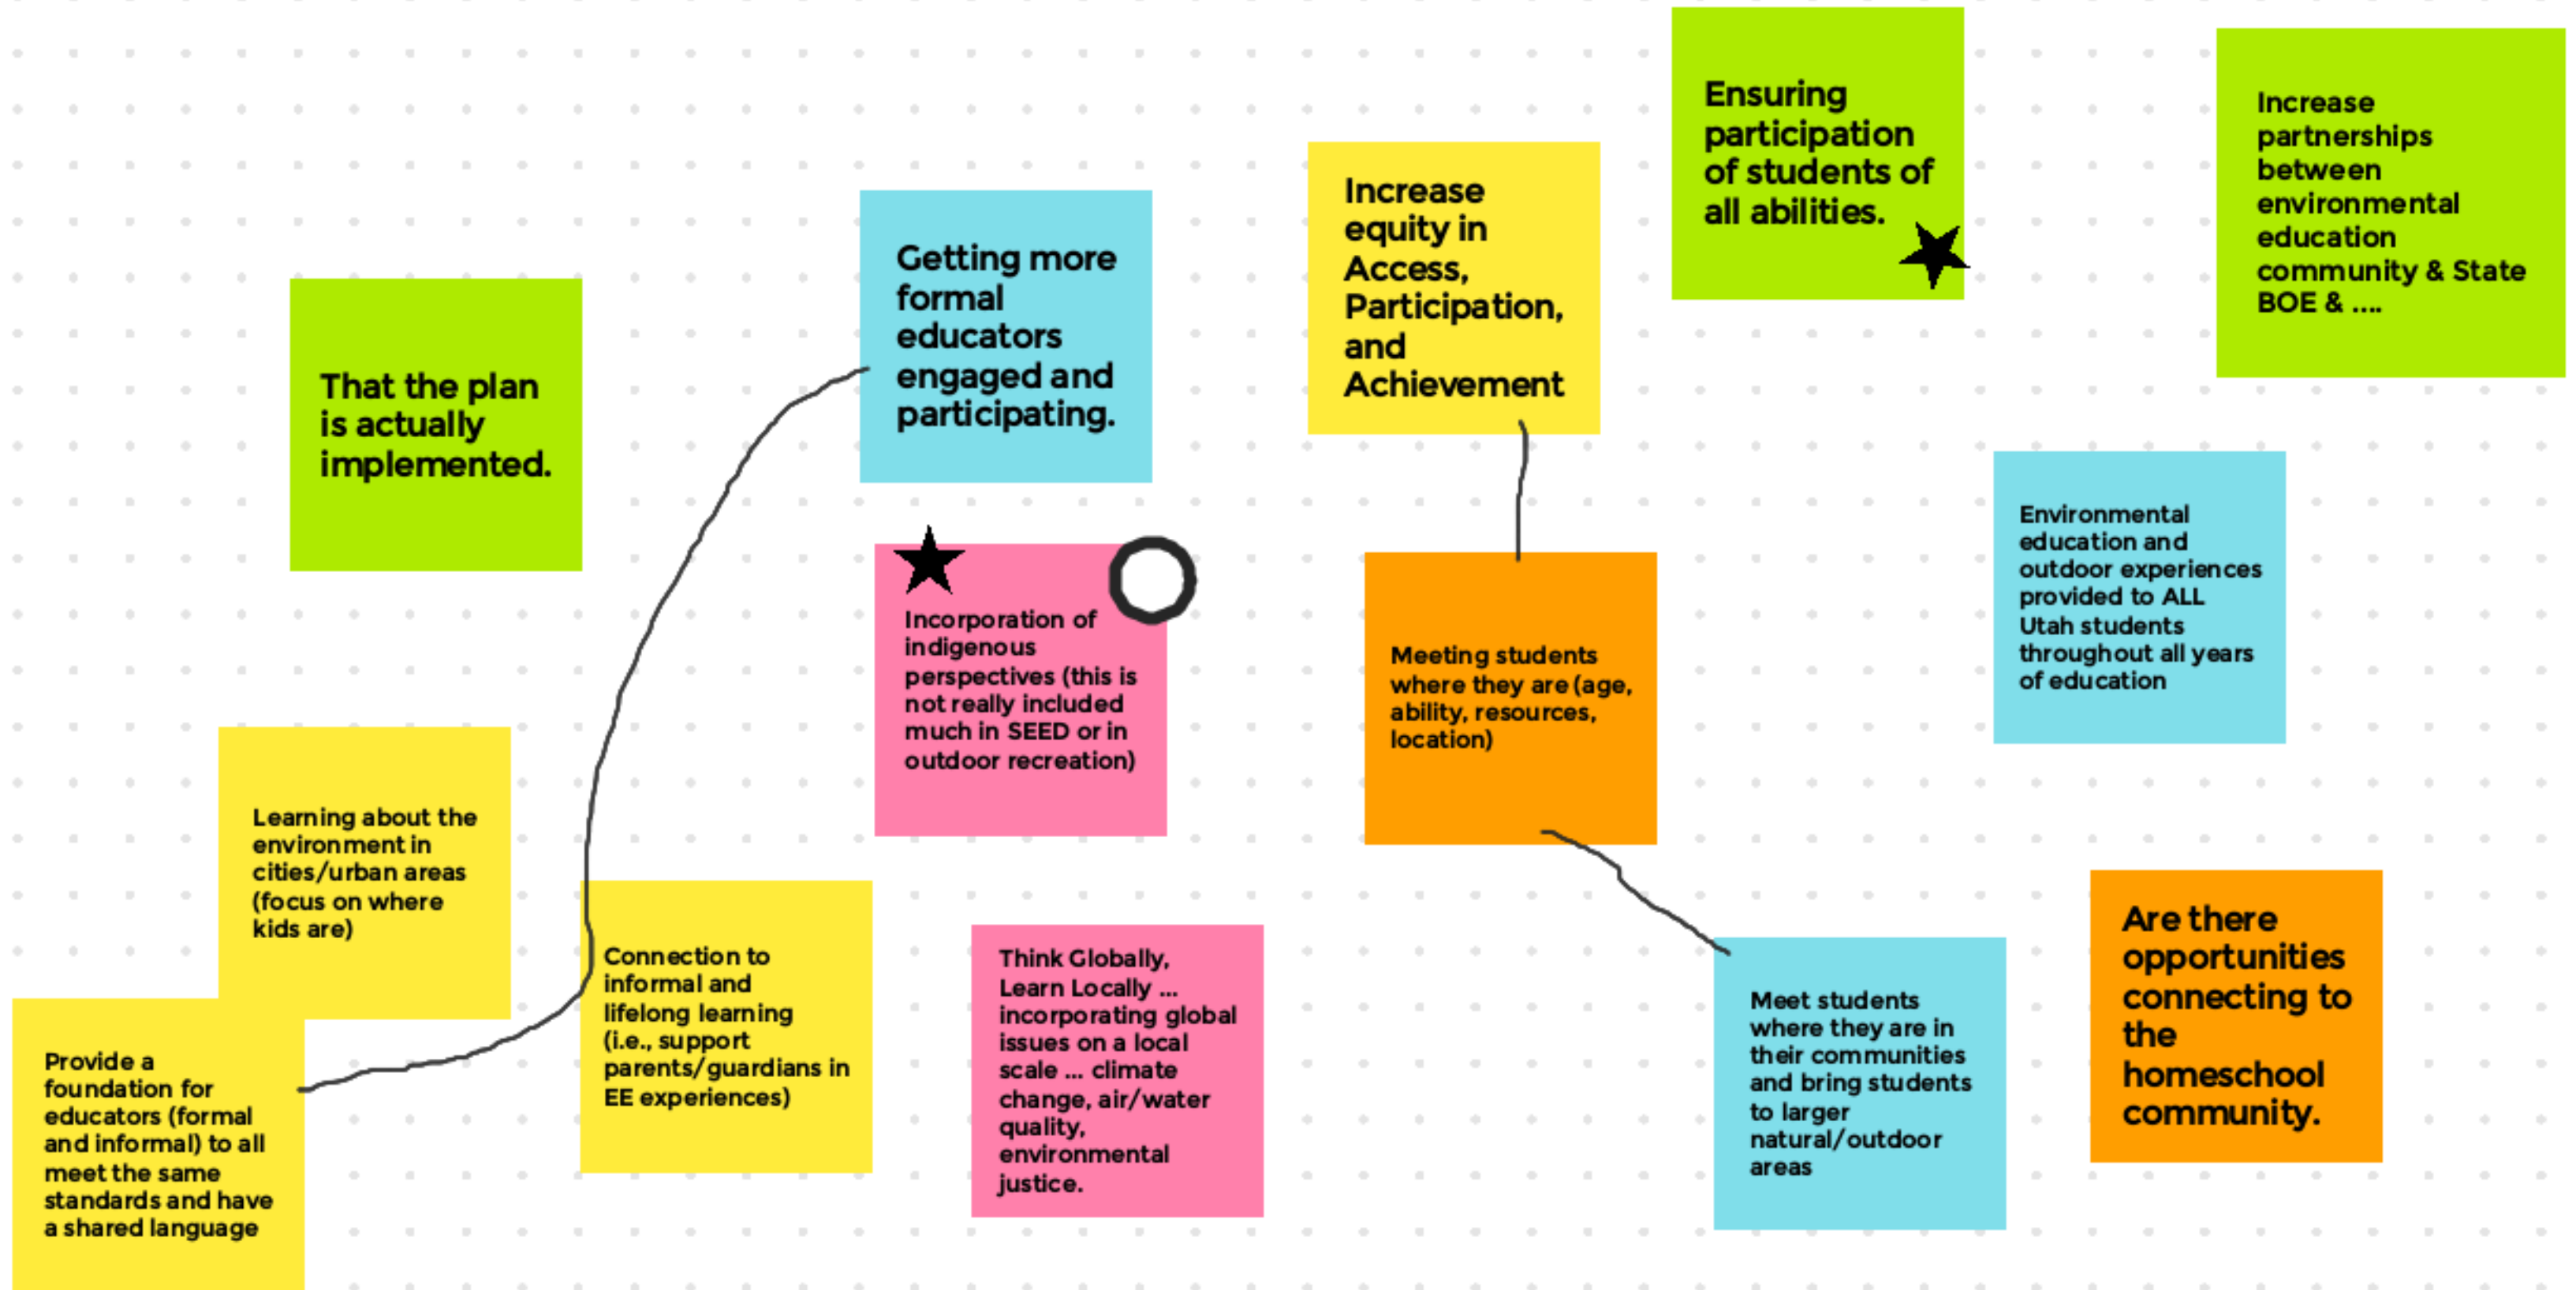 That the plan
is actually
implemented.
Getting more
formal
educators
engaged and
participating.
Increase
equity in
Access,
Participation,
and
Achievement
Ensuring
participation
of students of
all abilities.
Increase
partnerships
between
environmental
education
community & State
BOE & ....
Incorporation of
indigenous
perspectives (this is
not really included
much in SEED or in
outdoor recreation)
Meeting students
where they are (age,
ability, resources,
location)
Environmental
education and
outdoor experiences
provided to ALL
Utah students
throughout all years
of education
Learning about the
environment in
cities/urban areas
(focus on where
kids are)
Provide a
foundation for
educators (formal
and informal) to all
meet the same
standards and have
a shared language
Connection to
informal and
lifelong learning
(i.e., support
parents/guardians in
EE experiences)
Think Globally,
Learn Locally ...
incorporating global
issues on a local
scale ... climate
change, air/water
quality,
environmental
justice.
Meet students
where they are in
their communities
and bring students
to larger
natural/outdoor
areas
Are there
opportunities
connecting to
the
homeschool
community.